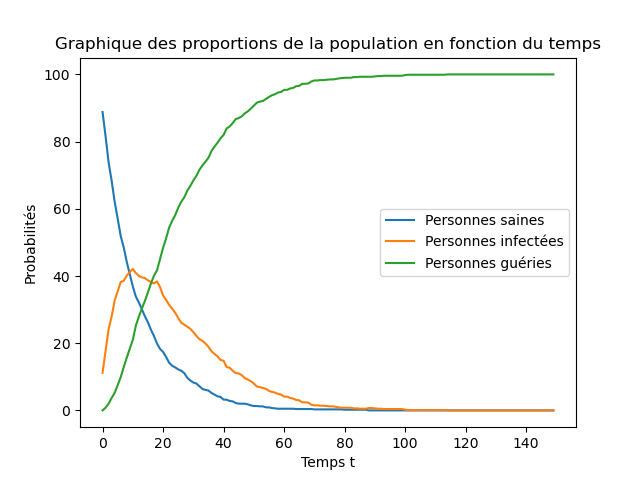 Graphique des proportions de la population en fonction du temps
100
80
60
40
20
0
Probabilités
Personnes saines
Personnes infectées
Personnes guéries
0 20 40 60 80 100 120 140
Temps t